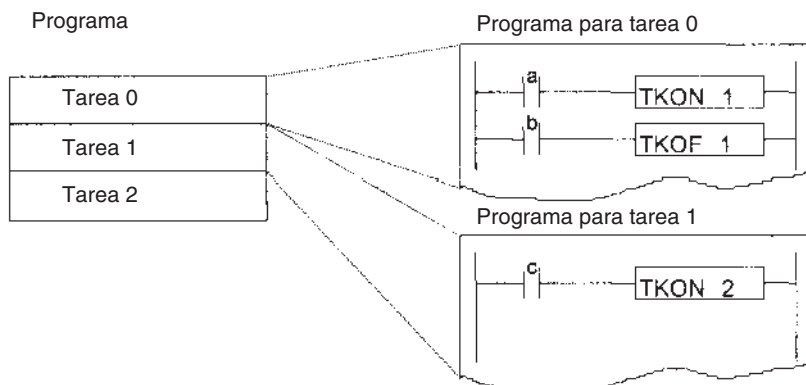 Programa
Tarea 0
Tarea 1
Tarea 2
Programa para tarea 0
a
TKON 1
b
TKOF 1
Programa para tarea 1
c
TKON 2